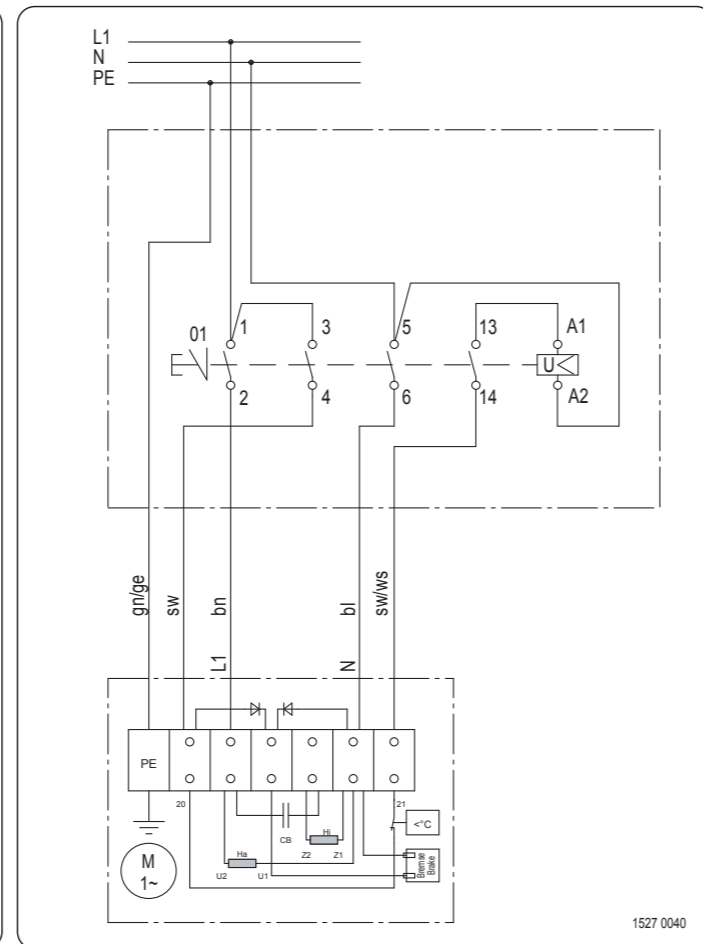 L1
N
PE
01
1 3 5 13 A1
U<
2 4 6 14 A2
gn/ge sw bn bl sw/ws
L1 N
PE
20 21
<°C
CB Hi
Ha Z2 Z1
U2 U1
M
1~
Bremse
Brake
1527 0040